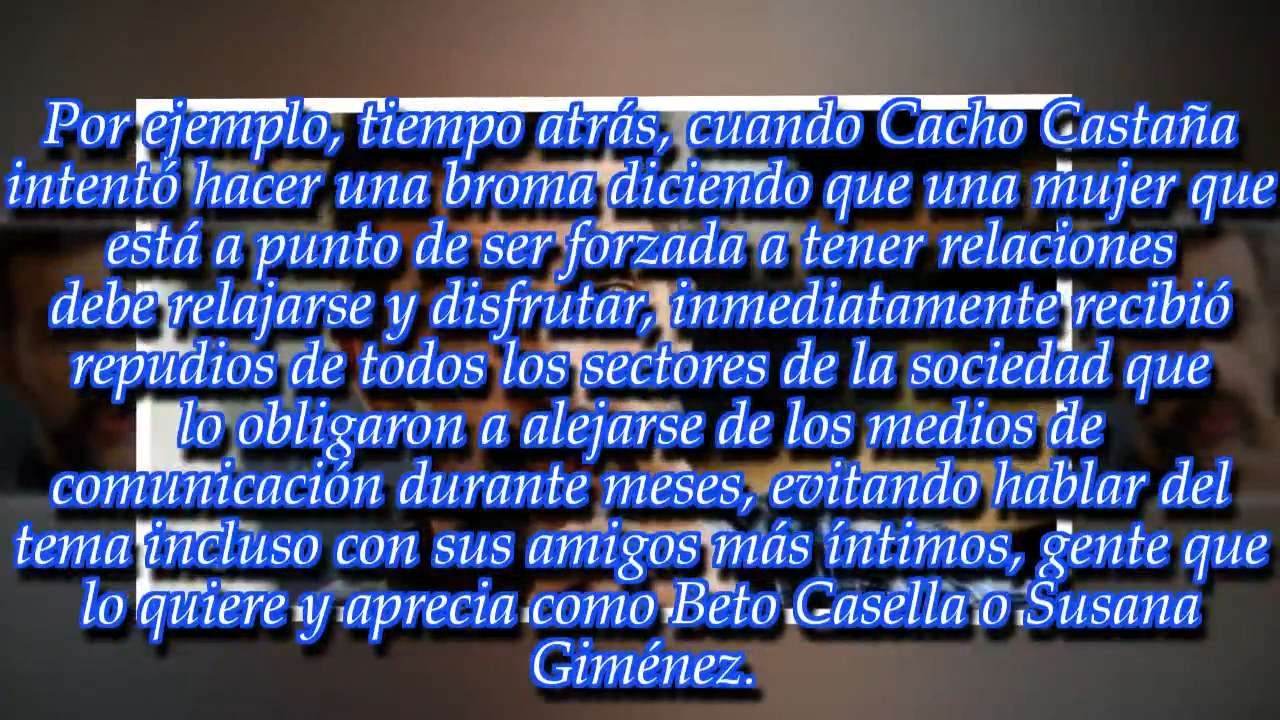 Por ejemplo, tiempo atrás, cuando Cacho Castaña
intentó hacer una broma diciendo que una mujer que
está a punto de ser forzada a tener relaciones
debe relajarse y disfrutar, inmediatamente recibió
repudios de todos los sectores de la sociedad que
lo obligaron a alejarse de los medios de
comunicación durante meses, evitando hablar del
tema incluso con sus amigos más íntimos, gente que
lo quiere y aprecia como Beto Casella o Susana
Giménez.